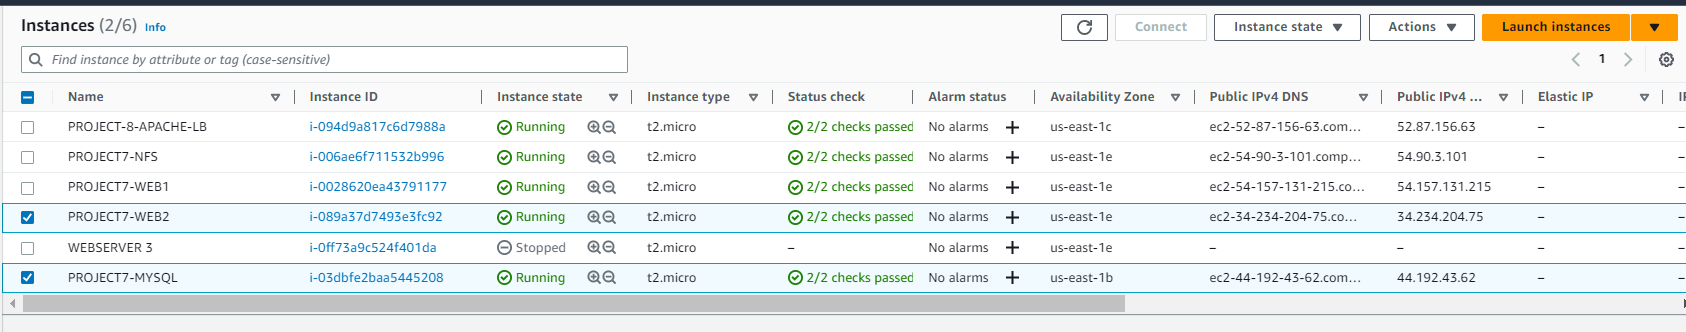 Instances (2/6) Info Connect Instance state Actions Launch instances
Find instance by attribute or tag (case-sensitive) 1
Name Instance ID Instance state Instance type Status check Alarm status Availability Zone Public IPv4 DNS Public IPv4 ... Elastic IP
PROJECT-8-APACHE-LB i-094d9a817c6d7988a Running t2.micro 2/2 checks passed No alarms + us-east-1c ec2-52-87-156-63.com... 52.87.156.63 – –
PROJECT7-NFS i-006ae6f711532b996 Running t2.micro 2/2 checks passed No alarms + us-east-1e ec2-54-90-3-101.comp... 54.90.3.101 – –
PROJECT7-WEB1 i-0028620ea43791177 Running t2.micro 2/2 checks passed No alarms + us-east-1e ec2-54-157-131-215.co... 54.157.131.215 – –
PROJECT7-WEB2 i-089a37d7493e3fc92 Running t2.micro 2/2 checks passed No alarms + us-east-1e ec2-34-234-204-75.co... 34.234.204.75 – –
WEBSERVER 3 i-0ff73a9c524f401da Stopped t2.micro – No alarms + us-east-1e – – – –
PROJECT7-MYSQL i-03dbfe2baa5445208 Running t2.micro 2/2 checks passed No alarms + us-east-1b ec2-44-192-43-62.com... 44.192.43.62 – –